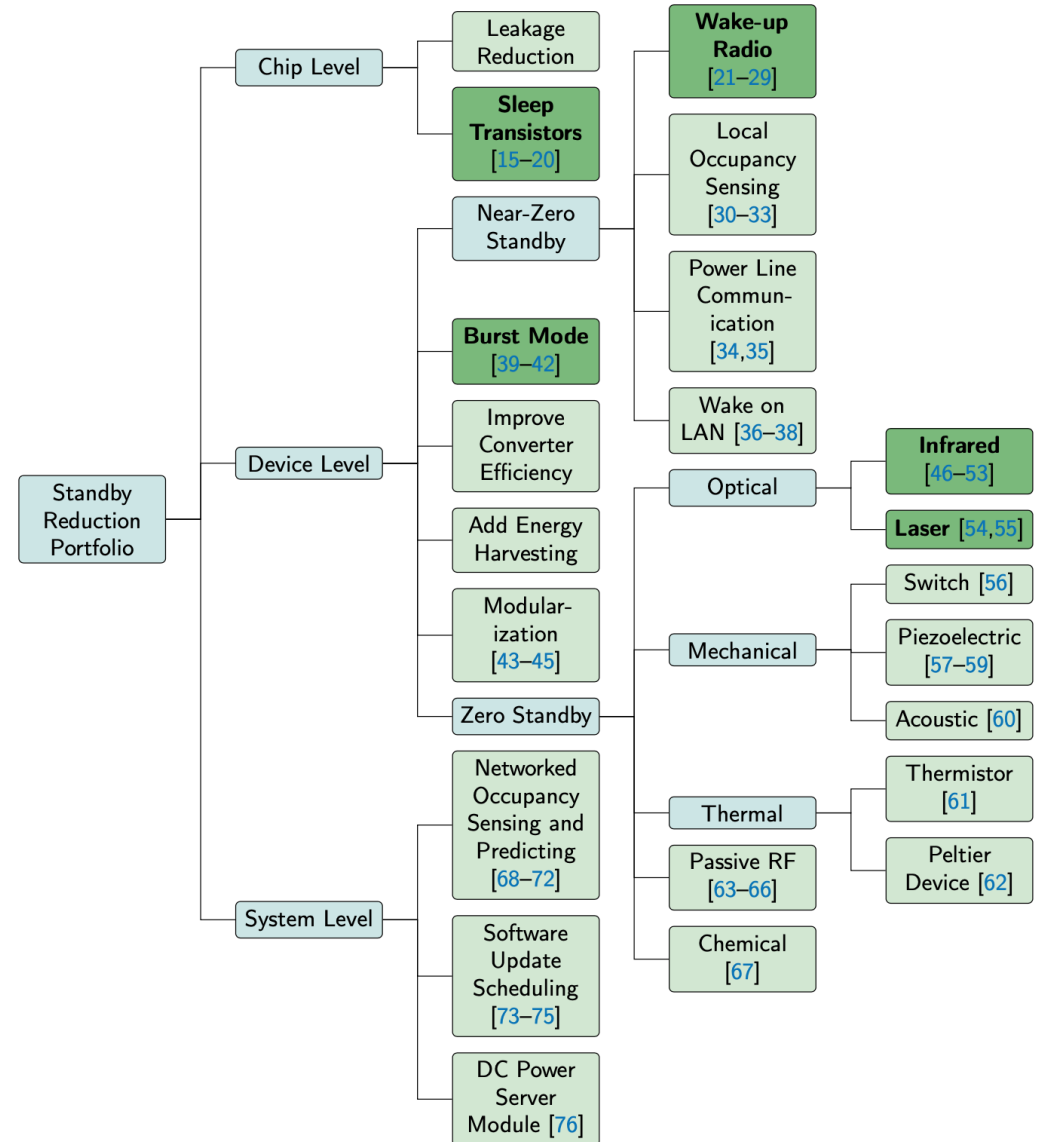 Standby
Reduction
Portfolio
Chip Level
Leakage
Reduction
Sleep
Transistors
[15–20]
Device Level
Near-Zero
Standby
Wake-up
Radio
[21–29]
Local
Occupancy
Sensing
[30–33]
Power Line
Commun-
ication
[34,35]
Wake on
LAN [36–38]
Burst Mode
[39–42]
Improve
Converter
Efficiency
Add Energy
Harvesting
Modular-
ization
[43–45]
Zero Standby
Optical
Infrared
[46–53]
Laser [54,55]
Mechanical
Switch [56]
Piezoelectric
[57–59]
Acoustic [60]
Thermal
Thermistor
[61]
Peltier
Device [62]
Passive RF
[63–66]
Chemical
[67]
System Level
Networked
Occupancy
Sensing and
Predicting
[68–72]
Software
Update
Scheduling
[73–75]
DC Power
Server
Module [76]